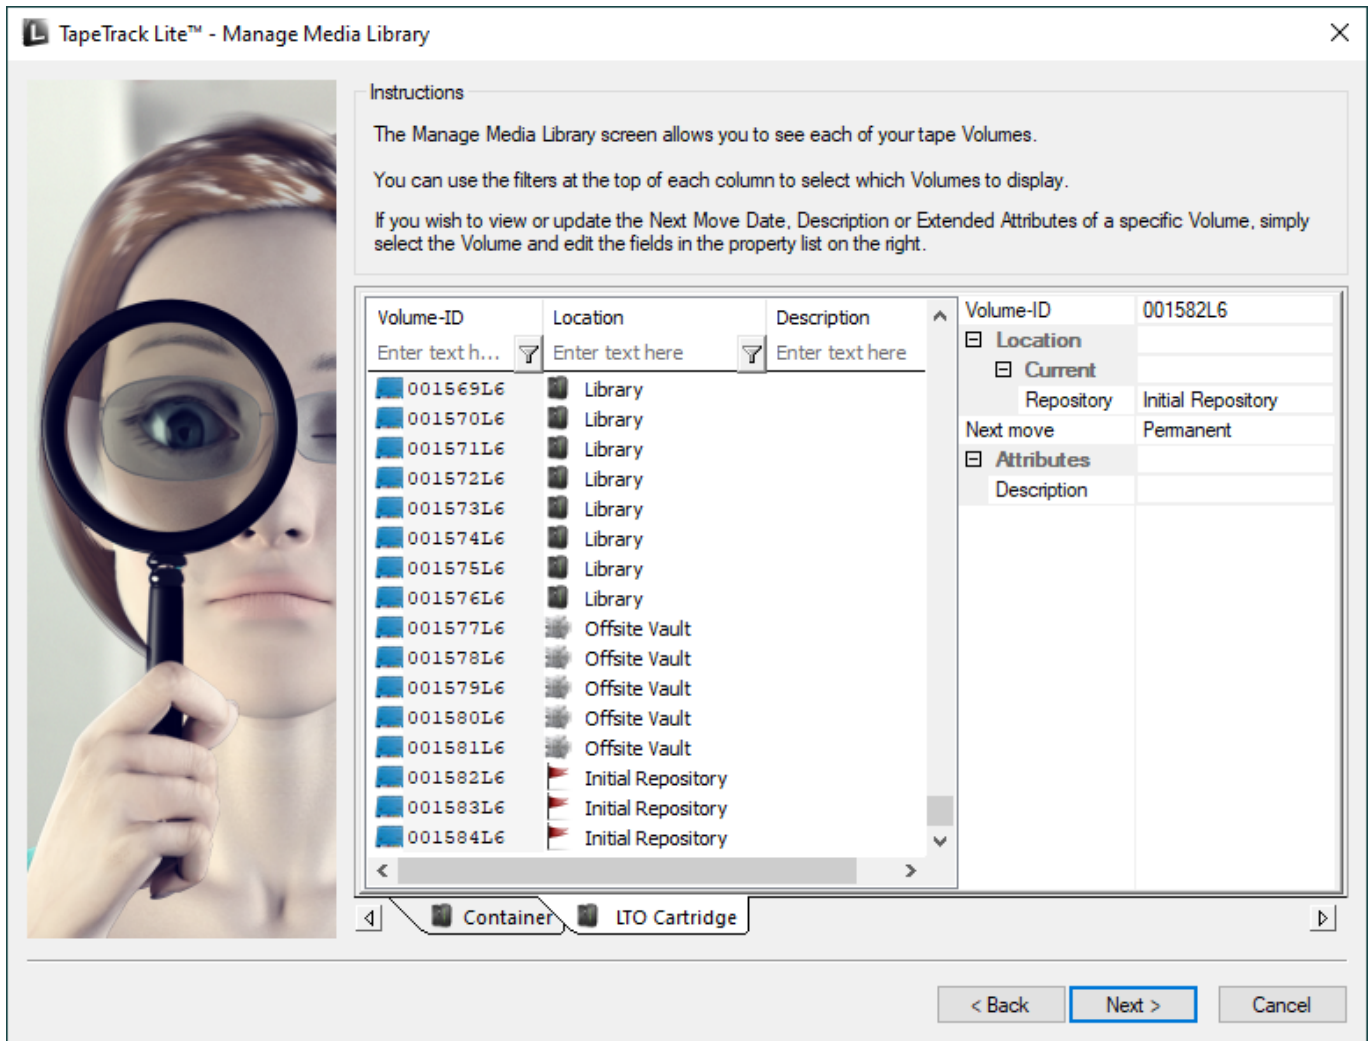 L TapeTrack Lite™ - Manage Media Library
Instructions
The Manage Media Library screen allows you to see each of your tape Volumes.
You can use the filters at the top of each column to select which Volumes to display.
If you wish to view or update the Next Move Date, Description or Extended Attributes of a specific Volume, simply
select the Volume and edit the fields in the property list on the right.
Volume-ID Location Description
Enter text h... Enter text here Enter text here
001569L6 Library
001570L6 Library
001571L6 Library
001572L6 Library
001573L6 Library
001574L6 Library
001575L6 Library
001576L6 Library
001577L6 Offsite Vault
001578L6 Offsite Vault
001579L6 Offsite Vault
001580L6 Offsite Vault
001581L6 Offsite Vault
001582L6 Initial Repository
001583L6 Initial Repository
001584L6 Initial Repository
Volume-ID 001582L6
Location
Current
Repository Initial Repository
Next move Permanent
Attributes
Description
Container LTO Cartridge
< Back Next > Cancel